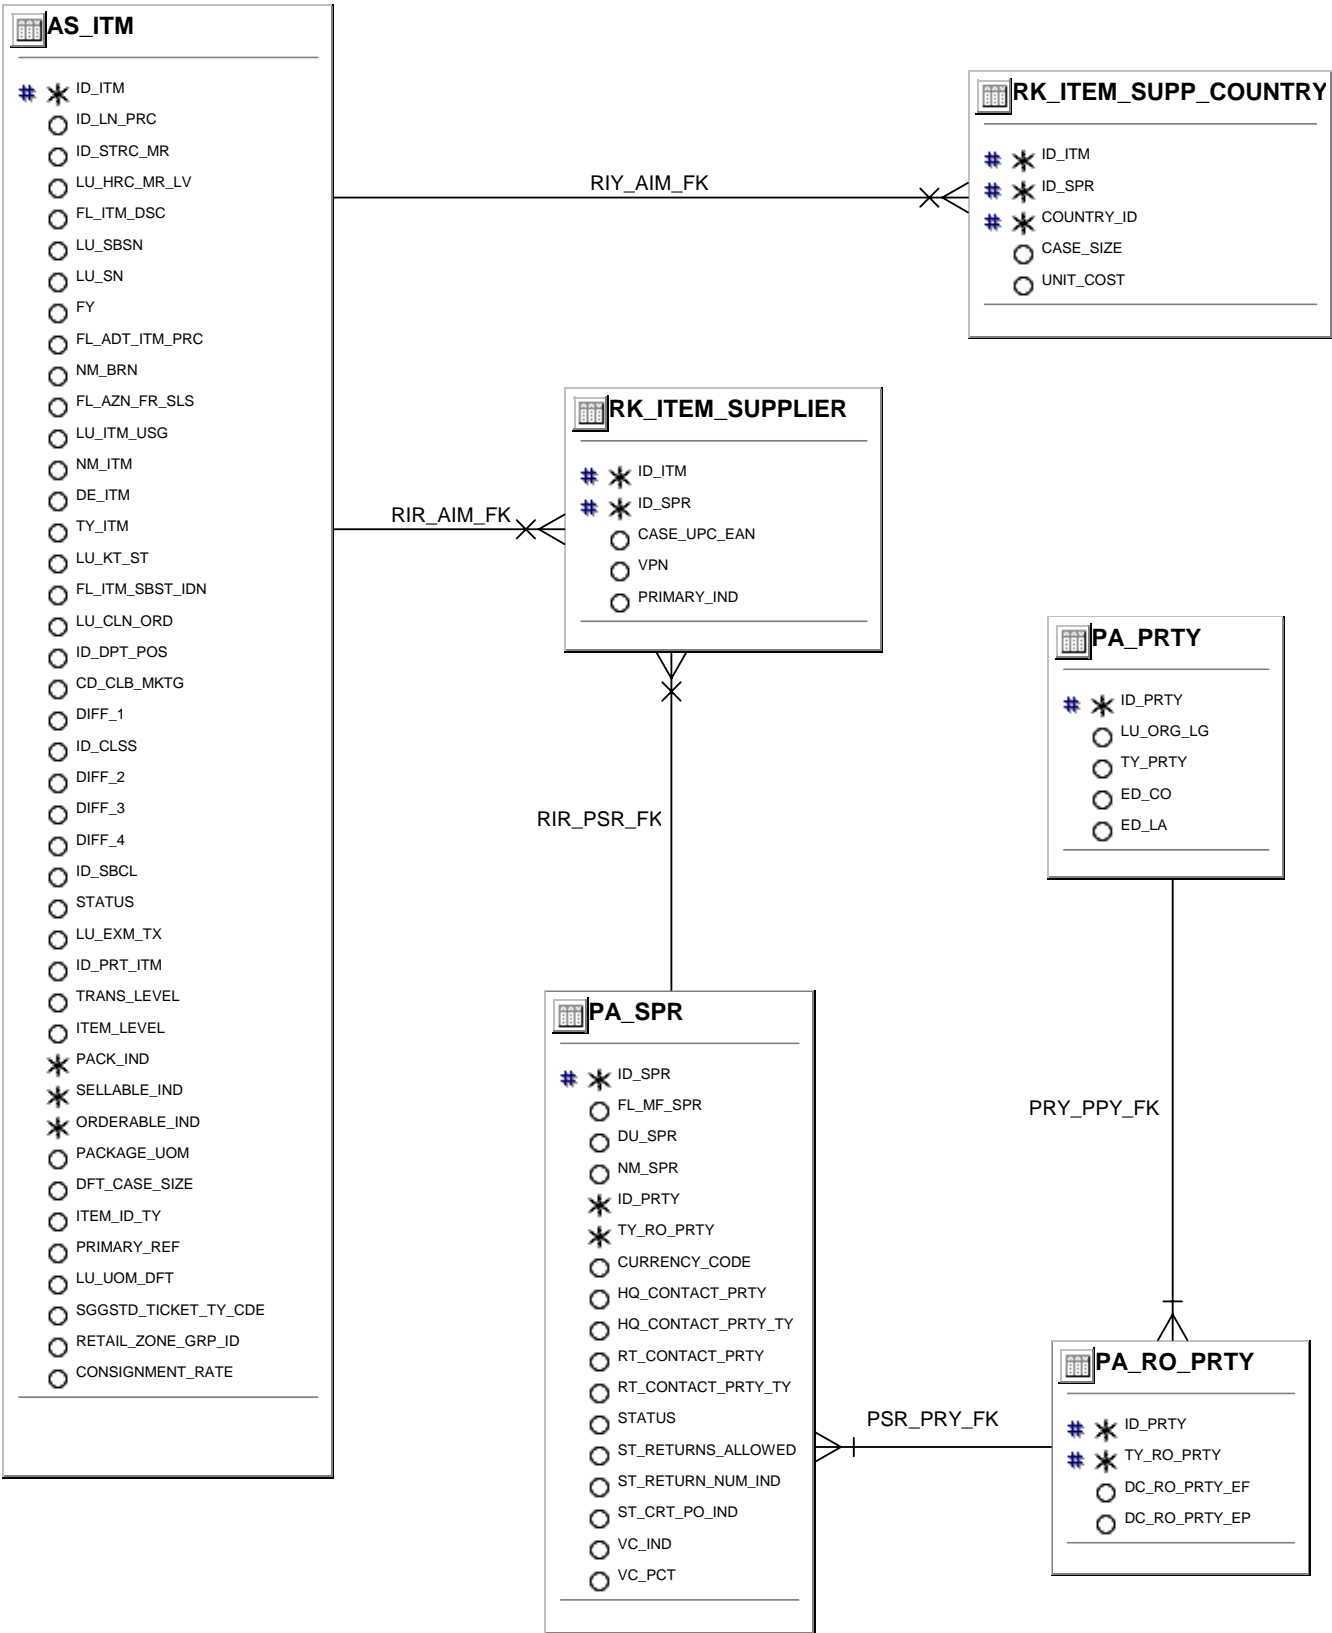 AS_ITM
# * ID_ITM
ID_LN_PRC
ID_STRC_MR
LU_HRC_MR_LV
FL_ITM_DSC
LU_SBSN
LU_SN
FY
FL_ADT_ITM_PRC
NM_BRN
FL_AZN_FR_SLS
LU_ITM_USG
NM_ITM
DE_ITM
TY_ITM
LU_KT_ST
FL_ITM_SBST_IDN
LU_CLN_ORD
ID_DPT_POS
CD_CLB_MKTG
DIFF_1
ID_CLSS
DIFF_2
DIFF_3
DIFF_4
ID_SBCL
STATUS
LU_EXM_TX
ID_PRT_ITM
TRANS_LEVEL
ITEM_LEVEL
* PACK_IND
* SELLABLE_IND
* ORDERABLE_IND
PACKAGE_UOM
DFT_CASE_SIZE
ITEM_ID_TY
PRIMARY_REF
LU_UOM_DFT
SGGSTD_TICKET_TY_CDE
RETAIL_ZONE_GRP_ID
CONSIGNMENT_RATE
RIY_AIM_FK
RK_ITEM_SUPP_COUNTRY
# * ID_ITM
# * ID_SPR
# * COUNTRY_ID
CASE_SIZE
UNIT_COST
RIR_AIM_FK
RK_ITEM_SUPPLIER
# * ID_ITM
# * ID_SPR
CASE_UPC_EAN
VPN
PRIMARY_IND
RIR_PSR_FK
PA_PRTY
# * ID_PRTY
LU_ORG_LG
TY_PRTY
ED_CO
ED_LA
PRY_PPY_FK
PA_SPR
# * ID_SPR
FL_MF_SPR
DU_SPR
NM_SPR
* ID_PRTY
* TY_RO_PRTY
CURRENCY_CODE
HQ_CONTACT_PRTY
HQ_CONTACT_PRTY_TY
RT_CONTACT_PRTY
RT_CONTACT_PRTY_TY
STATUS
ST_RETURNS_ALLOWED
ST_RETURN_NUM_IND
ST_CRT_PO_IND
VC_IND
VC_PCT
PSR_PRY_FK
PA_RO_PRTY
# * ID_PRTY
# * TY_RO_PRTY
DC_RO_PRTY_EF
DC_RO_PRTY_EP